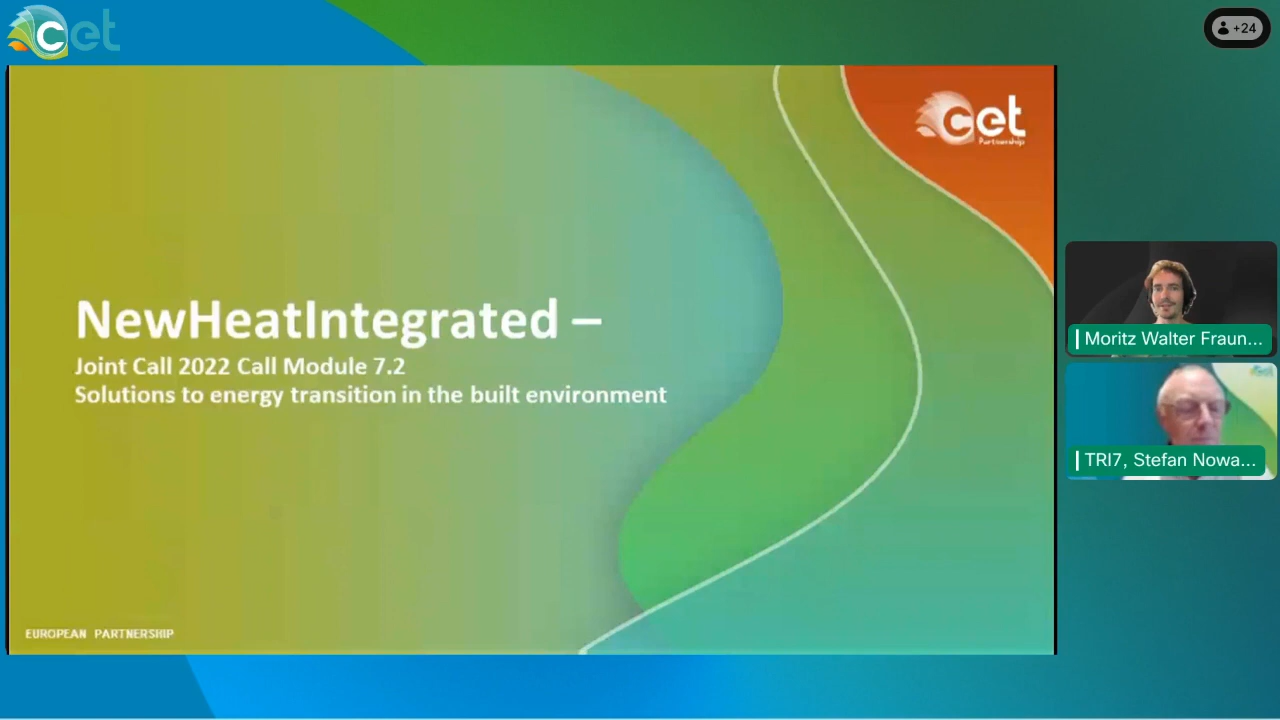 cet
+24
cet
Partnership
NewHeatIntegrated –
Joint Call 2022 Call Module 7.2
Solutions to energy transition in the built environment
Moritz Walter Fraun...
TRI7, Stefan Nowa...
EUROPEAN PARTNERSHIP